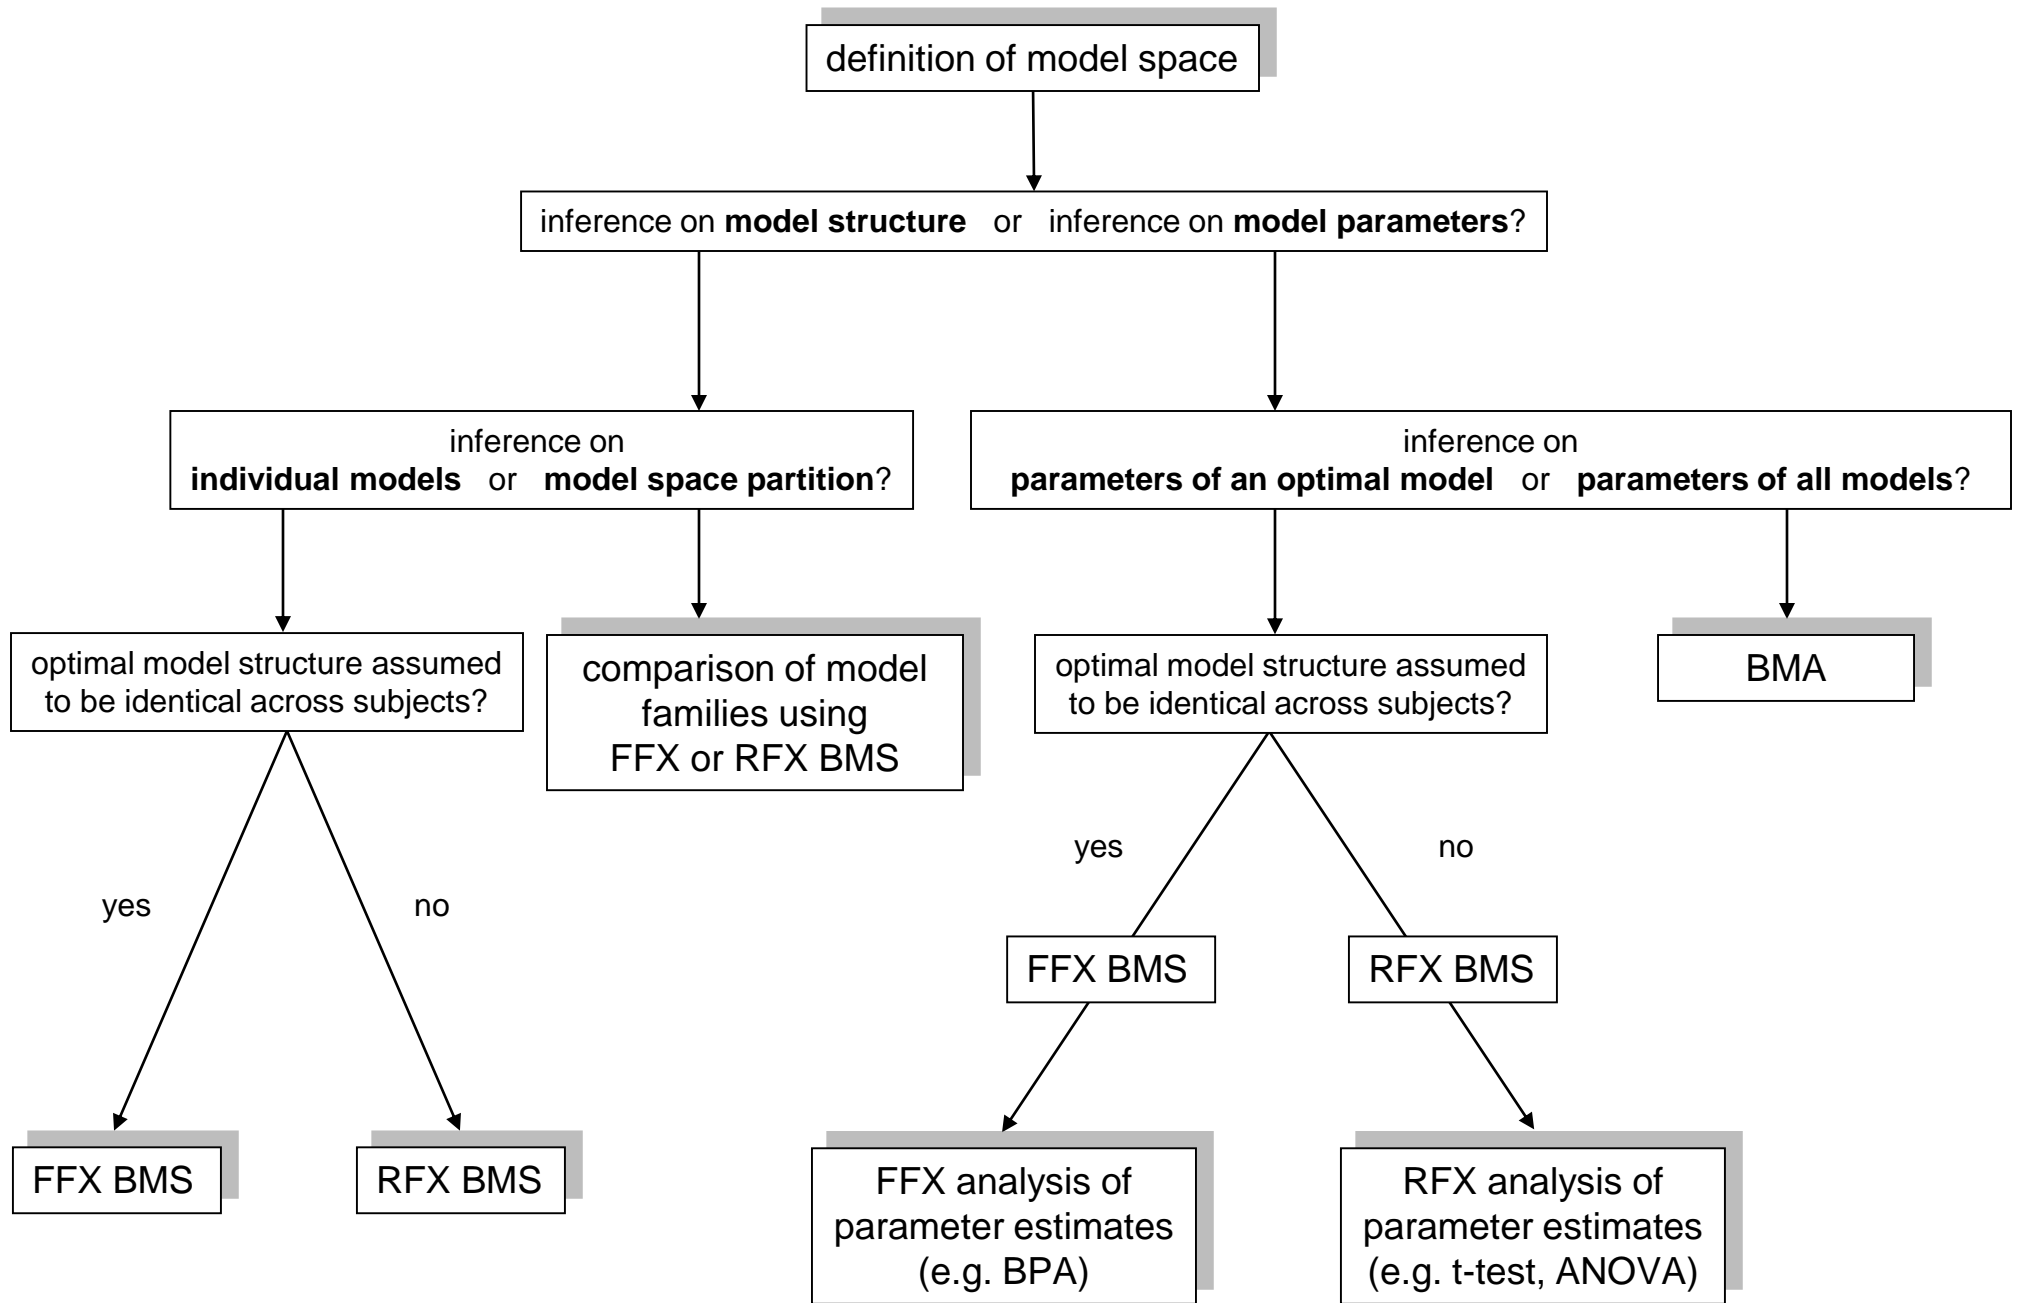 definition of model space
inference on model structure or inference on model parameters?
inference on
individual models or model space partition?
inference on
parameters of an optimal model or parameters of all models?
optimal model structure assumed
to be identical across subjects?
comparison of model
families using
FFX or RFX BMS
optimal model structure assumed
to be identical across subjects?
BMA
yes
no
yes
no
FFX BMS
RFX BMS
FFX BMS
RFX BMS
FFX analysis of
parameter estimates
(e.g. BPA)
RFX analysis of
parameter estimates
(e.g. t-test, ANOVA)